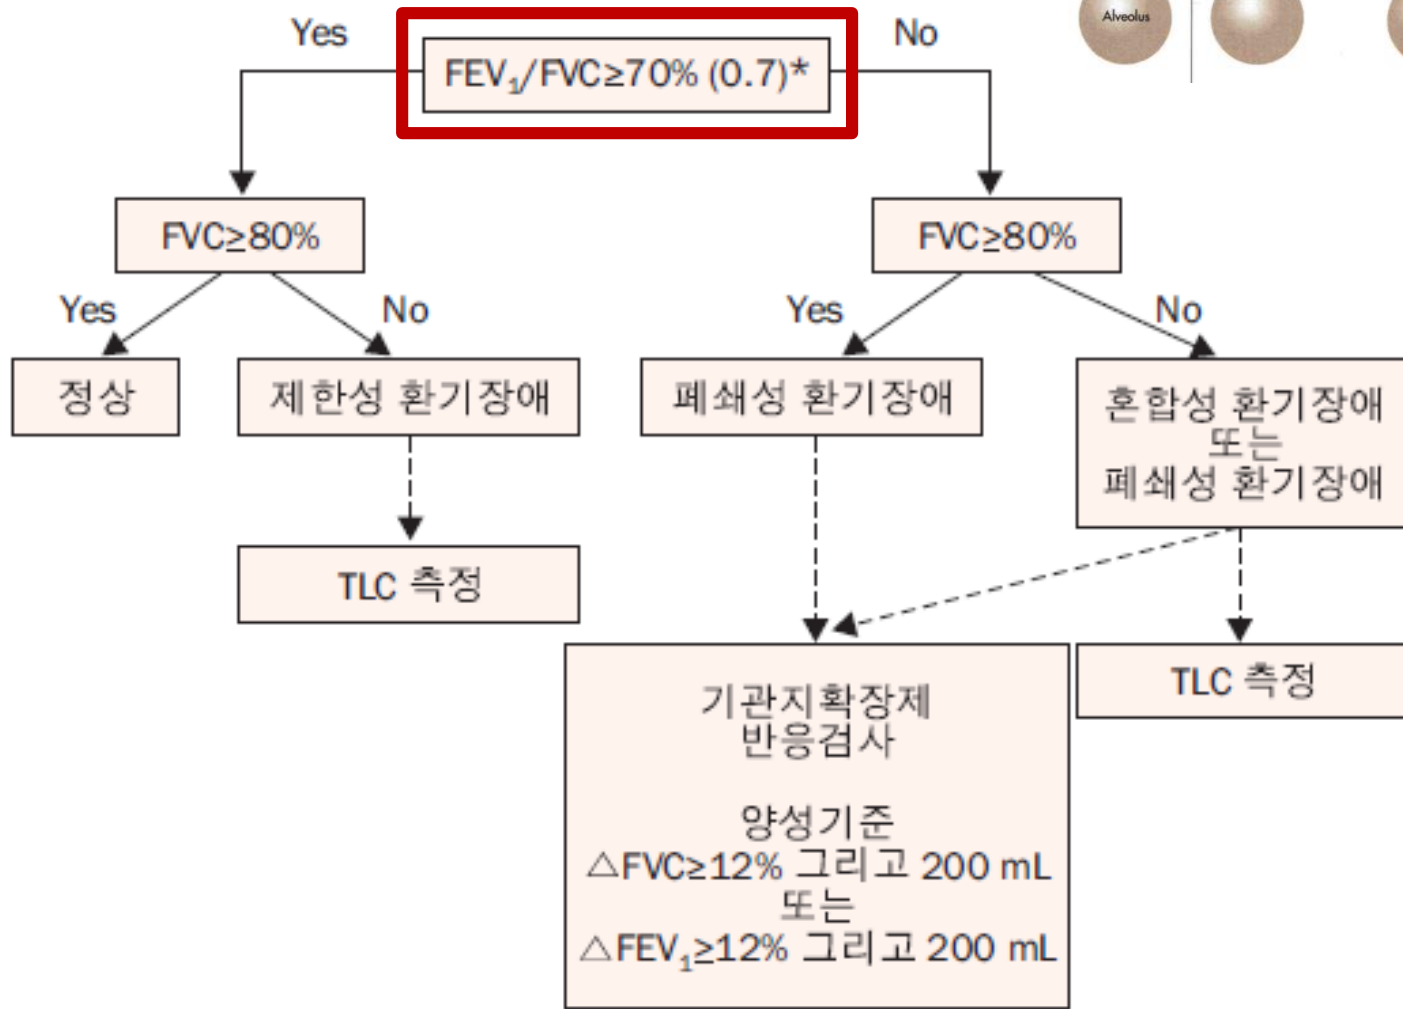 Alveolus
Yes
FEV₁/FVC≥70% (0.7)*
No
FVC≥80%
FVC≥80%
Yes
No
Yes
No
정상
제한성 환기장애
폐쇄성 환기장애
혼합성 환기장애
또는
폐쇄성 환기장애
TLC 측정
TLC 측정
기관지확장제
반응검사
양성기준
△FVC≥12% 그리고 200 mL
또는
△FEV₁≥12% 그리고 200 mL